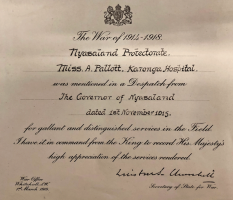 The War of 1914-1918.
Nyasaland Protectorate.
Miss. A. Pallott, Karonga Hospital.
was mentioned in a Despatch from
The Governor of Nyasaland
dated 1st November 1915.
for gallant and distinguished services in the Field.
I have it in command from the King to record His Majesty's
high appreciation of the services rendered.
Winston S Churchill
War Office
Whitehall, S.W.
1st March 1919.
Secretary of State for War